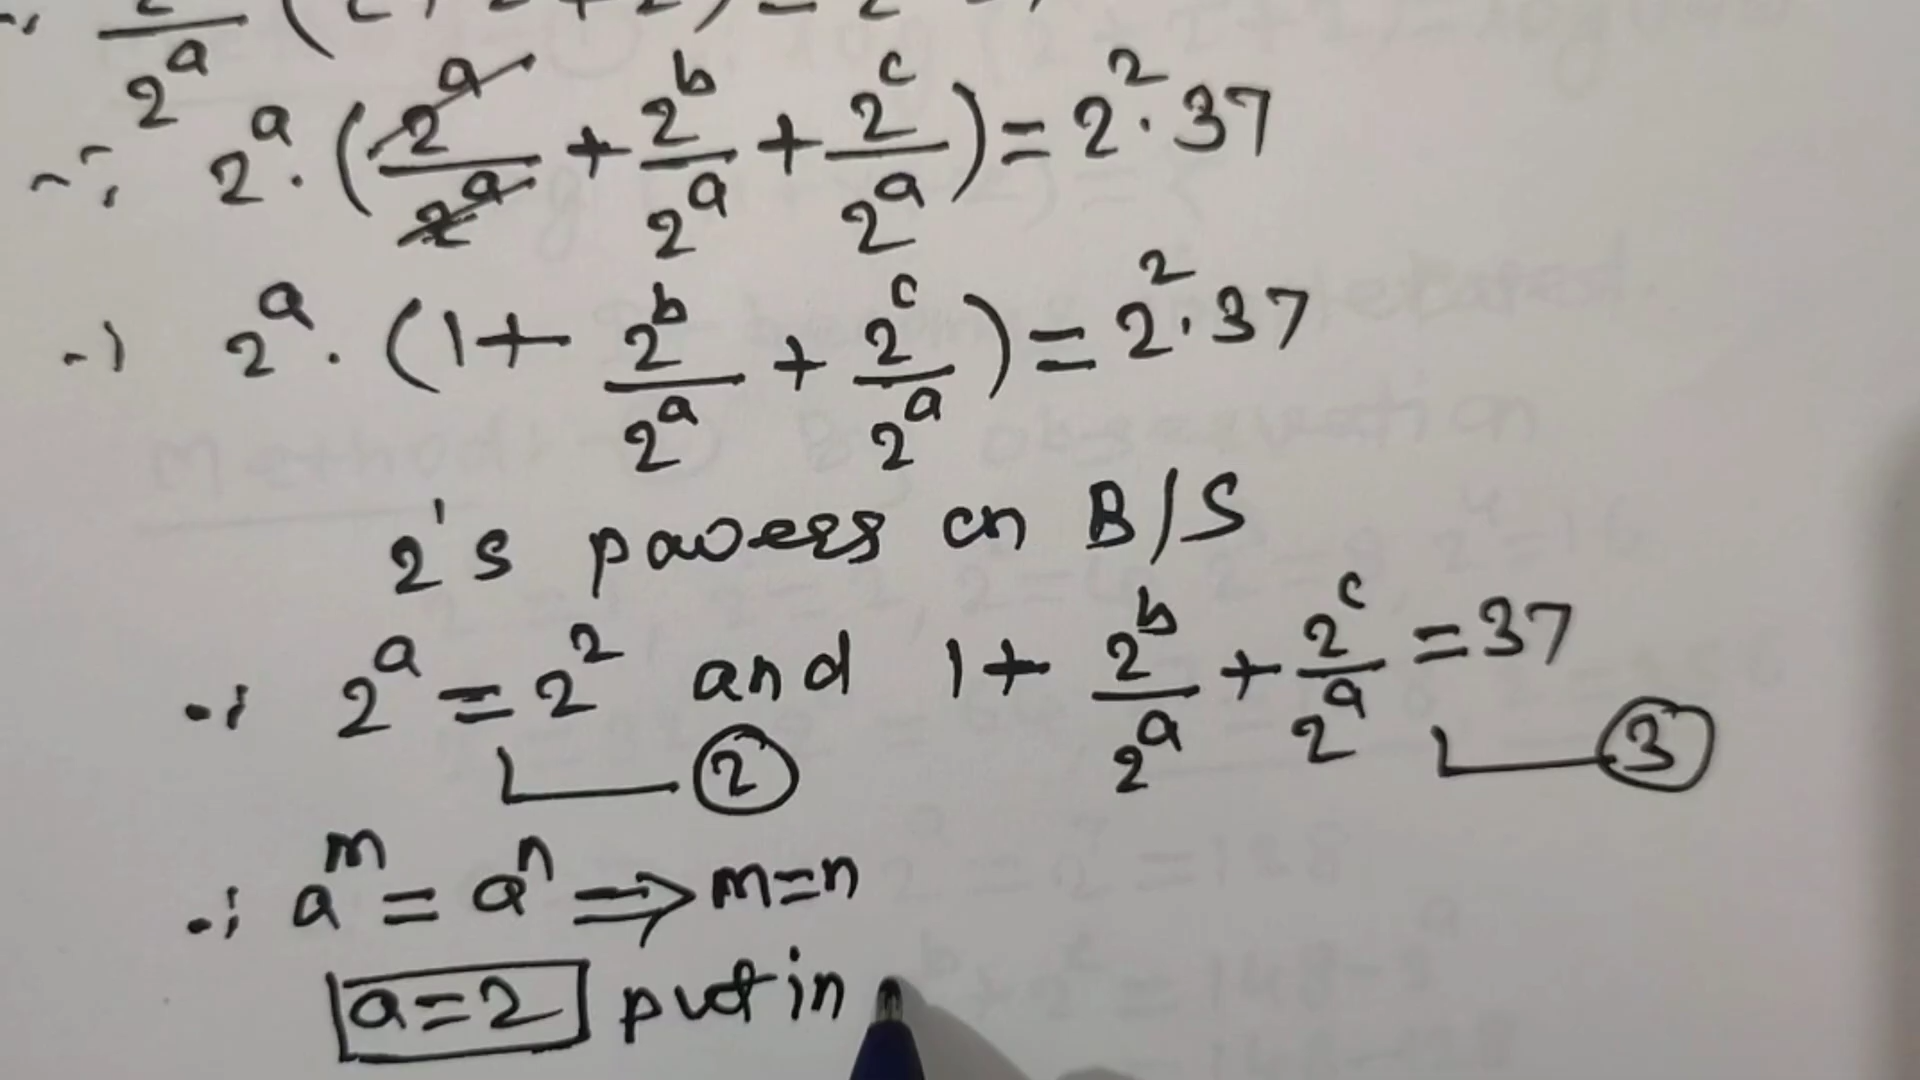 2^a · (2^a/2^a + 2^b/2^a + 2^c/2^a) = 2^2 · 37
∴ 2^a · (1 + 2^b/2^a + 2^c/2^a) = 2^2 · 37
2's powers on B/S
∴ 2^a = 2^2 ② and 1 + 2^b/2^a + 2^c/2^a = 37 ③
∴ a^m = a^n ⇒ m = n
a = 2 put in